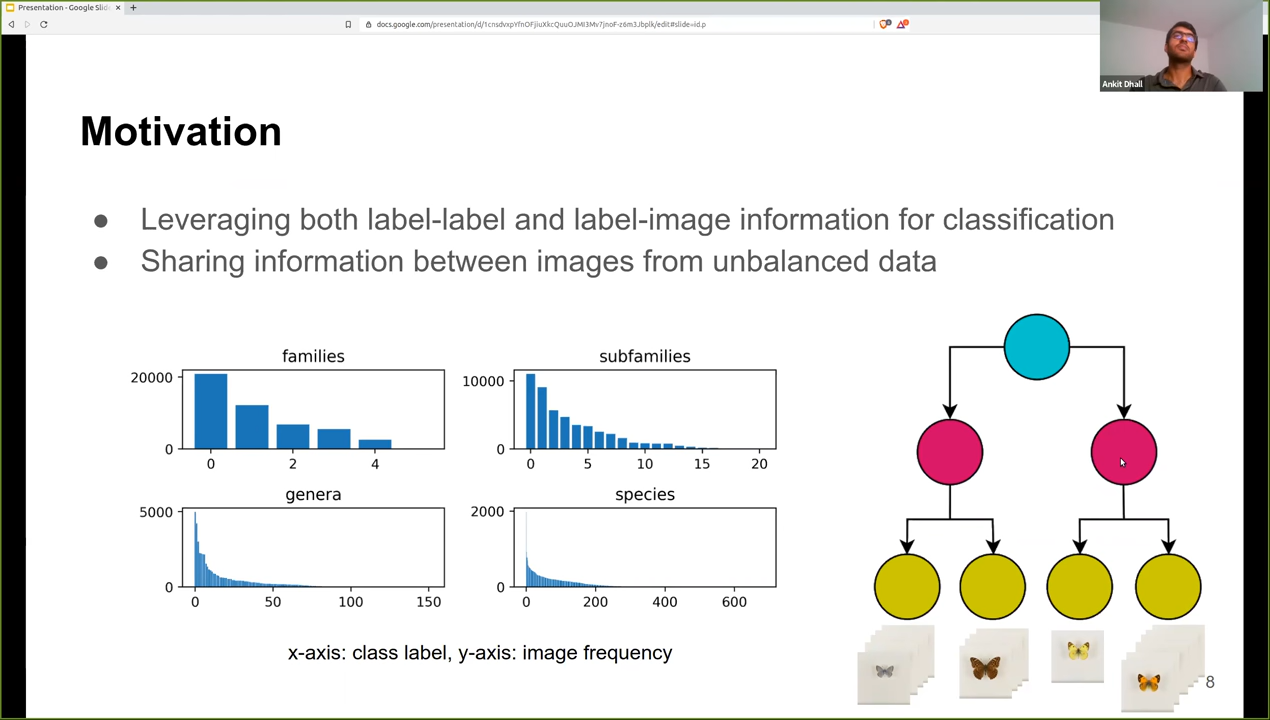 Presentation - Google Slid
docs.google.com/presentation/d/1cnsdvxpYfnOFjiuXkcQuuOJMI3Mv7jnoF-z6m3Jbplk/edit#slide=id.p
Ankit Dhall
Motivation
● Leveraging both label-label and label-image information for classification
● Sharing information between images from unbalanced data
families
20000
0
0 2 4
subfamilies
10000
0
0 5 10 15 20
genera
5000
0
0 50 100 150
species
2000
0
0 200 400 600
x-axis: class label, y-axis: image frequency
8